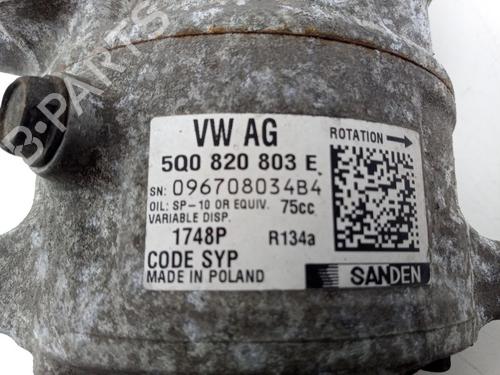 B-PARTS
VW AG
ROTATION
5Q0 820 803 E
SN: 096708034B4
OIL: SP-10 OR EQUIV. 75cc
VARIABLE DISP.
1748P R134a
CODE SYP
MADE IN POLAND
SANDEN